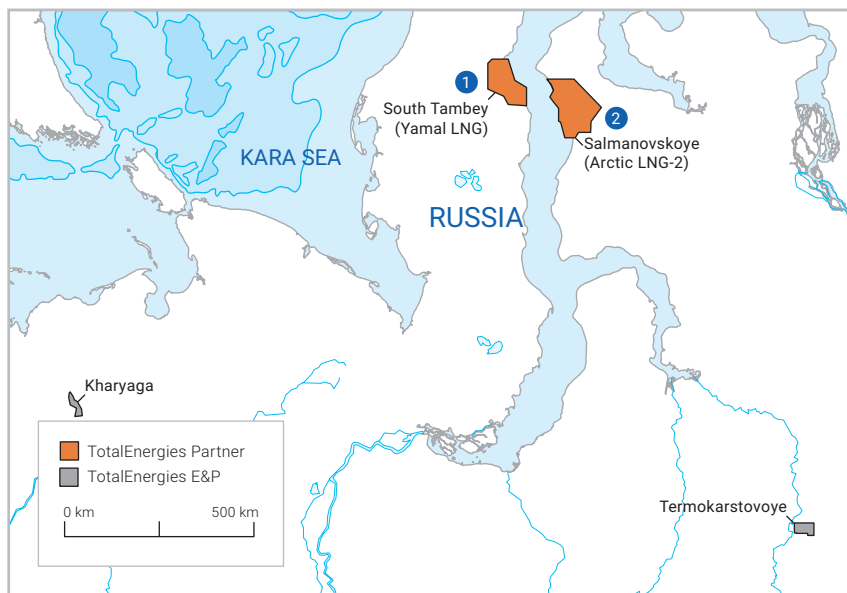 1
South Tambey
(Yamal LNG)
2
Salmanovskoye
(Arctic LNG-2)
KARA SEA
RUSSIA
Kharyaga
TotalEnergies Partner
TotalEnergies E&P
0 km 500 km
Termokarstovoye